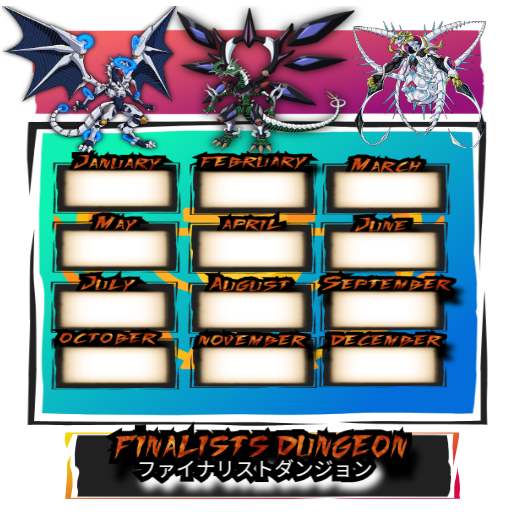 January February March
May April June
July August September
October November December
Finalists Dungeon
ファイナリストダンジョン